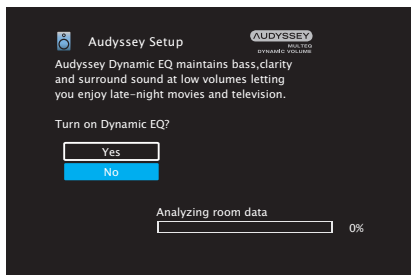 Audyssey Setup
AUDYSSEY
MULTEQ
DYNAMIC VOLUME
Audyssey Dynamic EQ maintains bass,clarity
and surround sound at low volumes letting
you enjoy late-night movies and television.
Turn on Dynamic EQ?
Yes
No
Analyzing room data
0%